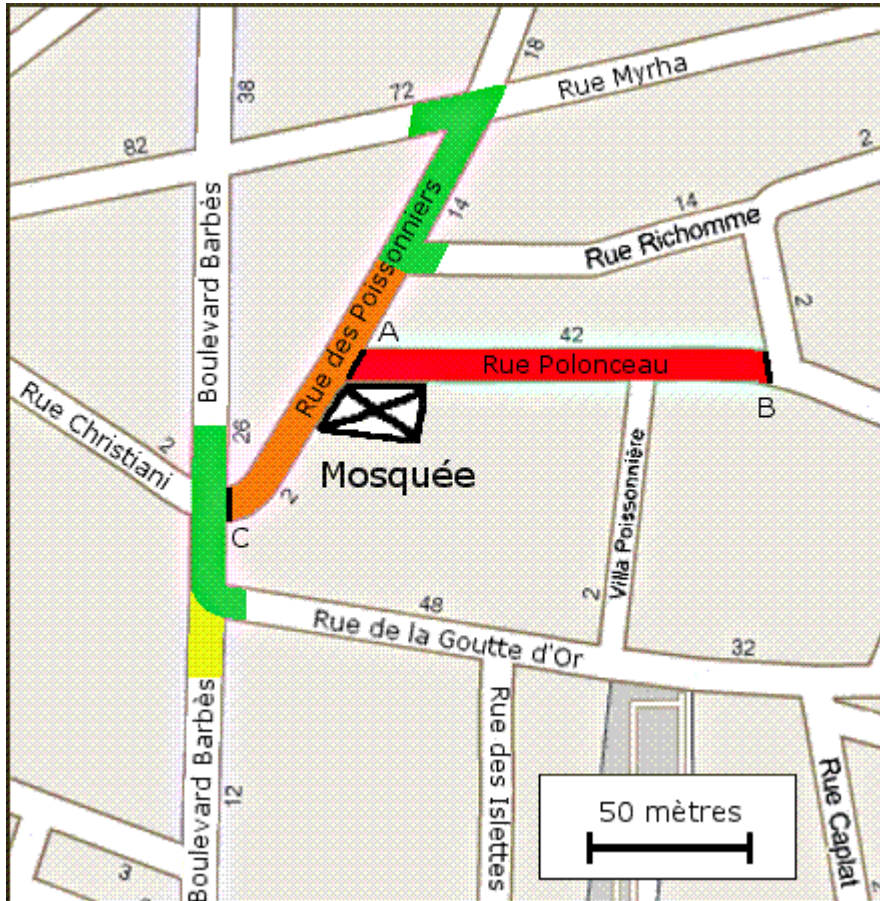 18
Rue Myrha
72
38
82
2
14
14
Rue Richomme
Boulevard Barbès
Rue des Poissonniers
2
A
42
Rue Polonceau
B
26
Rue Christiani
2
Mosquée
2
C
Villa Poissonnière
2
48
Rue de la Goutte d'Or
32
Boulevard Barbès
12
Rue des Islettes
50 mètres
Rue Caplat
3
2